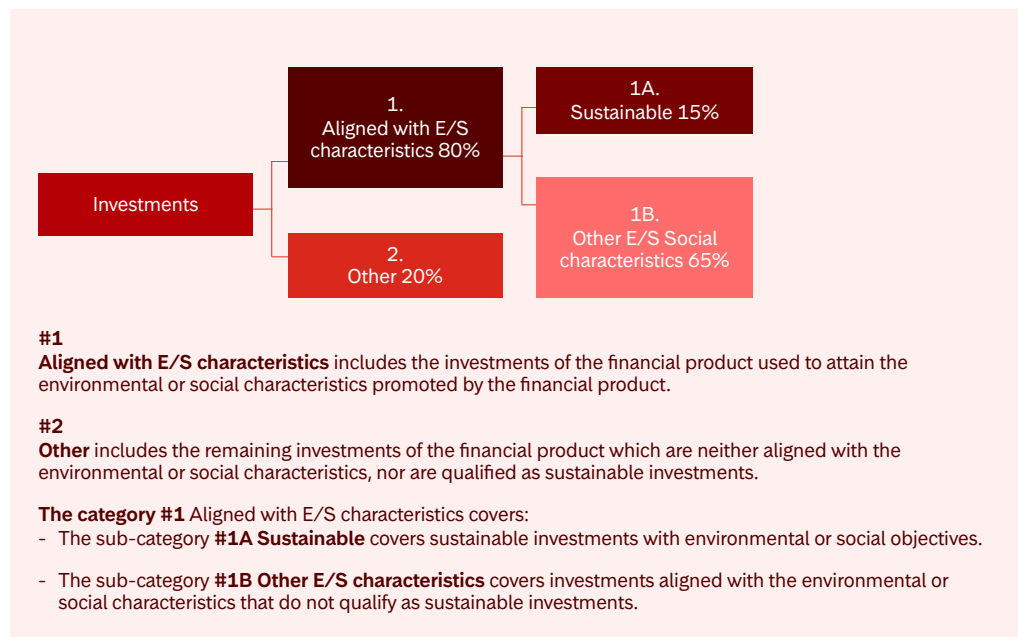 1.
Aligned with E/S
characteristics 80%
1A.
Sustainable 15%
Investments
1B.
Other E/S Social
characteristics 65%
2.
Other 20%
#1
Aligned with E/S characteristics includes the investments of the financial product used to attain the
environmental or social characteristics promoted by the financial product.
#2
Other includes the remaining investments of the financial product which are neither aligned with the
environmental or social characteristics, nor are qualified as sustainable investments.
The category #1 Aligned with E/S characteristics covers:
- The sub-category #1A Sustainable covers sustainable investments with environmental or social objectives.
- The sub-category #1B Other E/S characteristics covers investments aligned with the environmental or
social characteristics that do not qualify as sustainable investments.